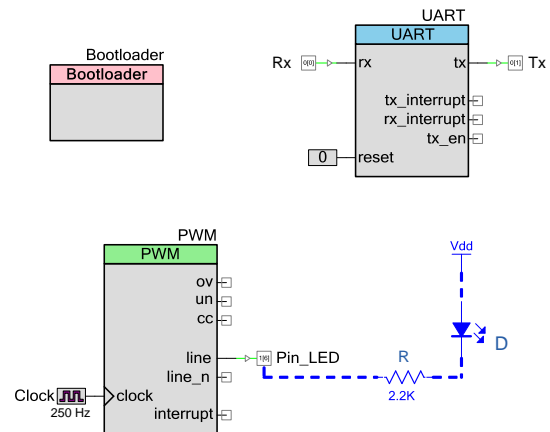 Bootloader
Bootloader
UART
UART
Rx
0[0]
rx
tx
0[1]
Tx
tx_interrupt
rx_interrupt
tx_en
0
reset
PWM
PWM
ov
un
cc
line
1[6]
Pin_LED
line_n
Clock
250 Hz
clock
interrupt
Vdd
D
R
2.2K